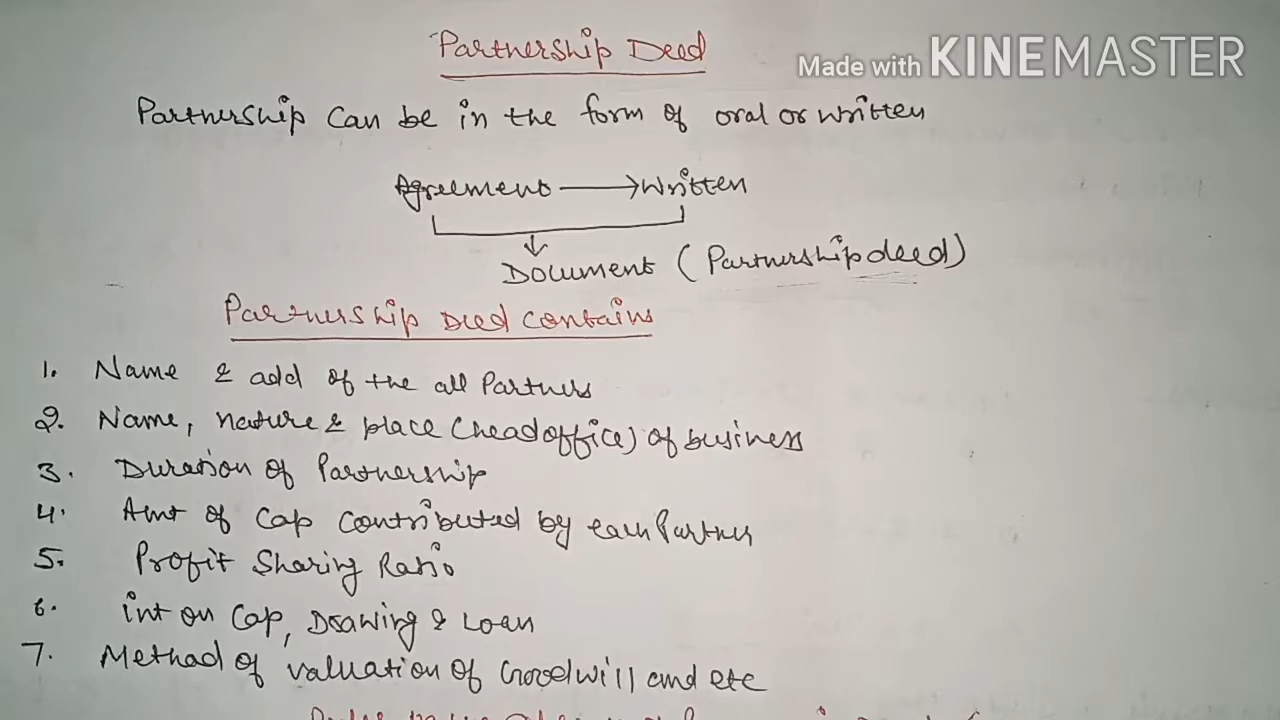 Partnership Deed
Made with KINEMASTER
Partnership can be in the form of oral or written
Agreement → written
Document (Partnership deed)
Partnership Deed contains
1. Name & add of the all Partners
2. Name, nature & place (head office) of business
3. Duration of Partnership
4. Amt of Cap contributed by each Partner
5. Profit Sharing Ratio
6. int on Cap, Drawing & Loan
7. Method of valuation of Goodwill and etc